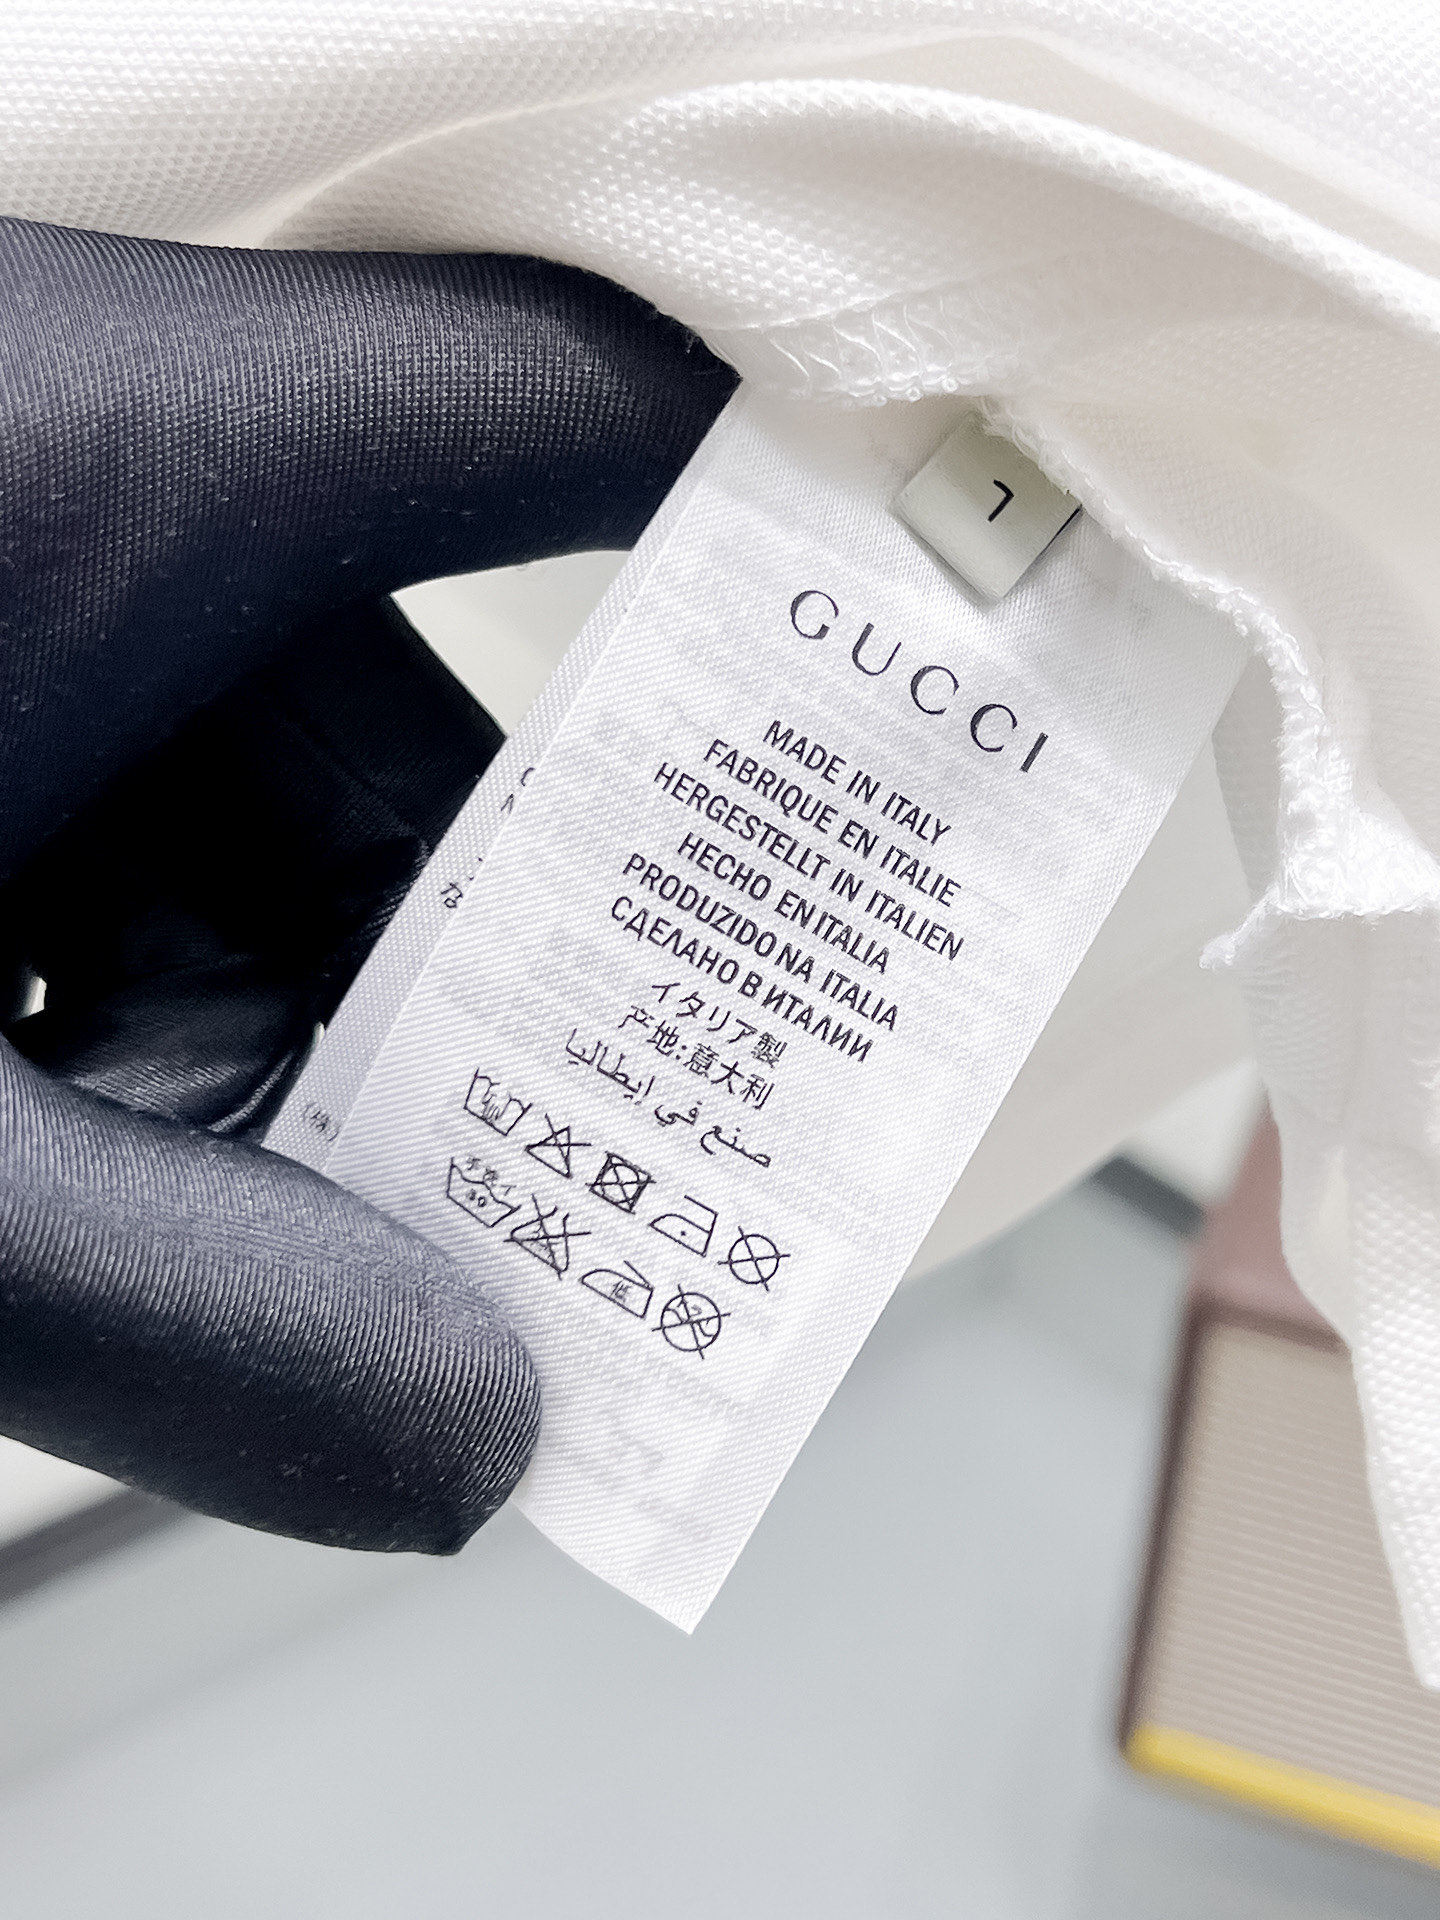 GUCCI
MADE IN ITALY
FABRIQUE EN ITALIE
HERGESTELLT IN ITALIEN
HECHO EN ITALIA
PRODUZIDO NA ITALIA
СДЕЛАНО В ИТАЛИИ
イタリア製
产地:意大利
صنع في إيطاليا